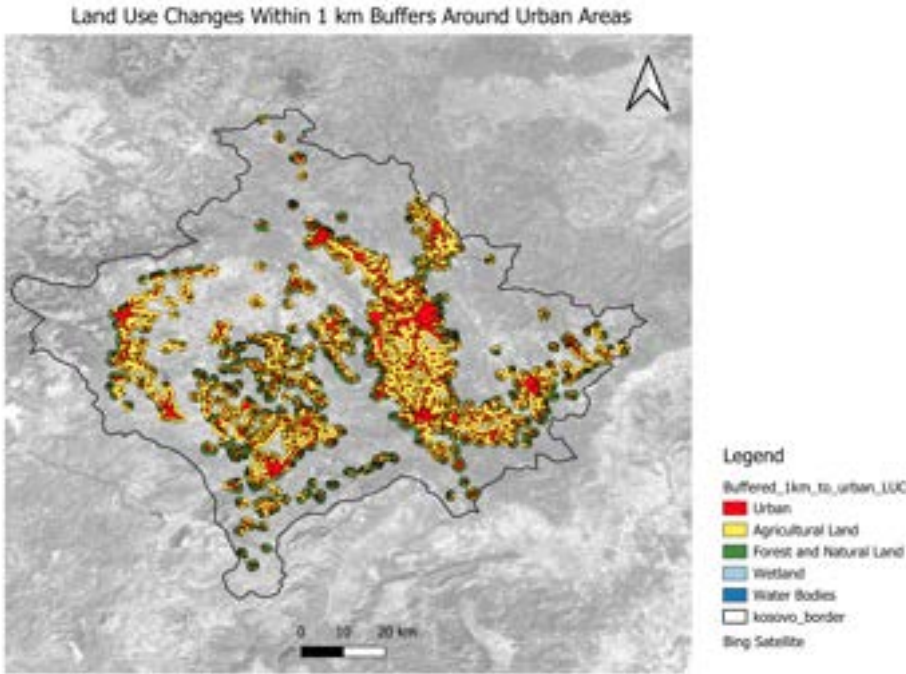 Land Use Changes Within 1 km Buffers Around Urban Areas
0 10 20 km
Legend
Buffered_1km_to_urban_LUC
Urban
Agricultural Land
Forest and Natural Land
Wetland
Water Bodies
kosovo_border
Bing Satellite